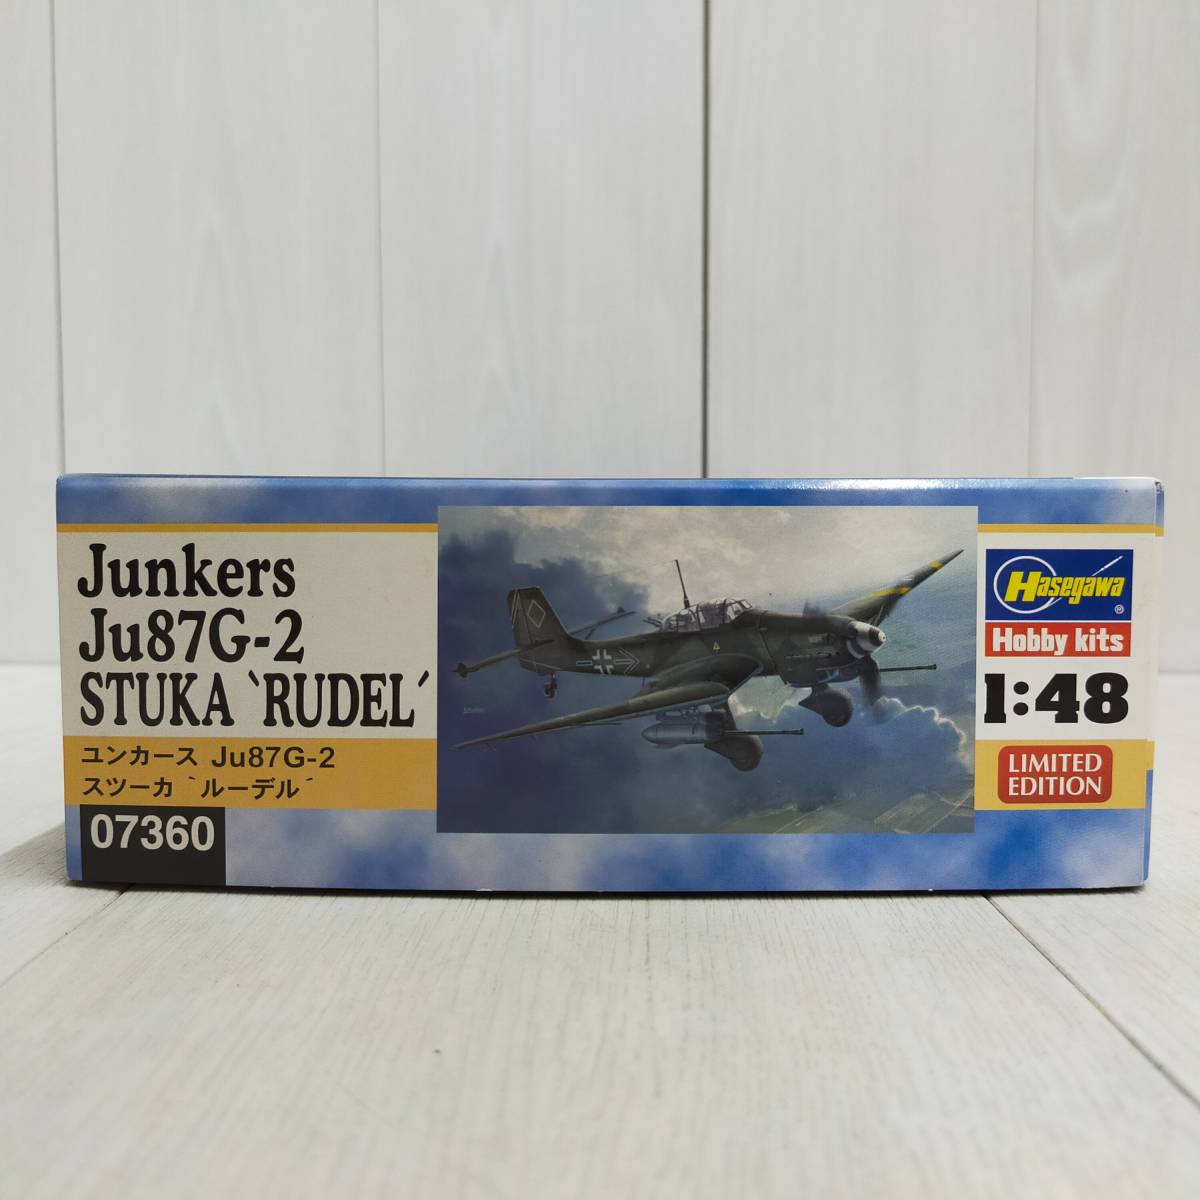 Junkers
Ju87G-2
STUKA `RUDEL´
ユンカース Ju87G-2
スツーカ `ルーデル´
07360
Hasegawa®
Hobby kits
1:48
LIMITED
EDITION